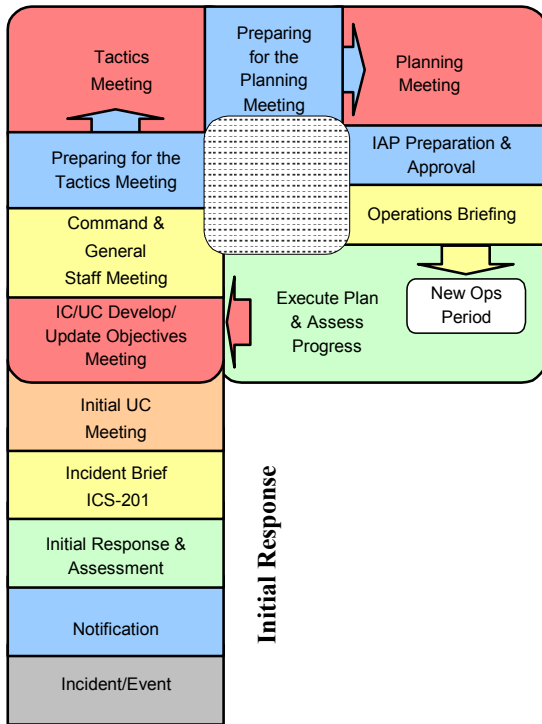 Tactics
Meeting
Preparing
for the
Planning
Meeting
Planning
Meeting
Preparing for the
Tactics Meeting
IAP Preparation &
Approval
Command &
General
Staff Meeting
Operations Briefing
IC/UC Develop/
Update Objectives
Meeting
Execute Plan
& Assess
Progress
New Ops
Period
Initial UC
Meeting
Incident Brief
ICS-201
Initial Response &
Assessment
Notification
Incident/Event
Initial Response